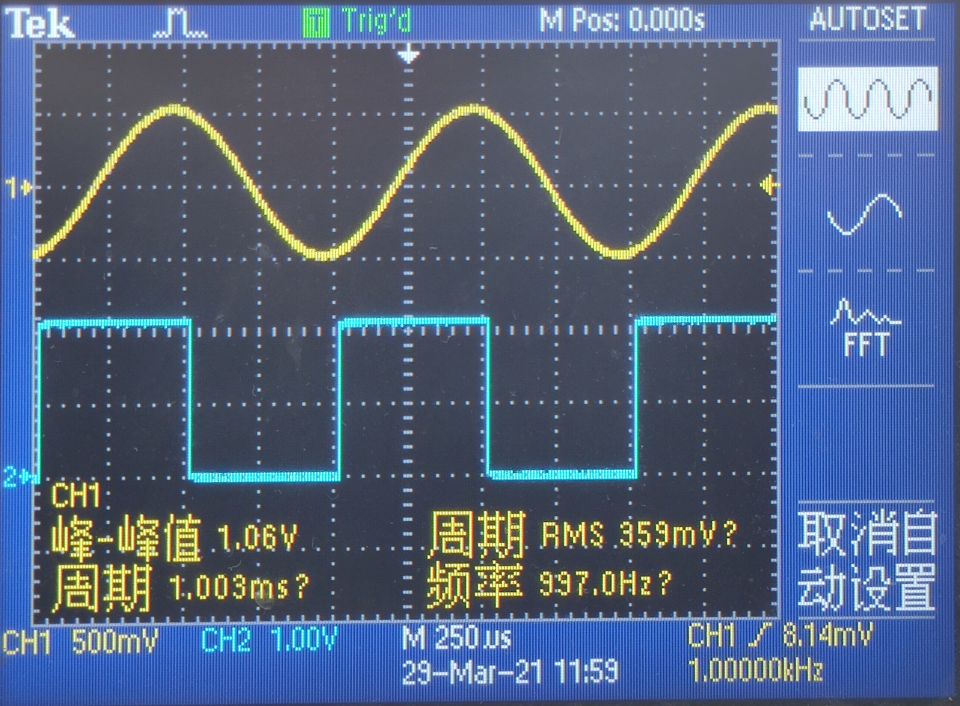 Tek T Trig'd M Pos: 0.000s AUTOSET
1
FFT
2
CH1
峰-峰值 1.06V 周期 RMS 359mV?
周期 1.003ms? 频率 997.0Hz?
取消自
动设置
CH1 500mV CH2 1.00V M 250us CH1 8.14mV
29-Mar-21 11:59 1.00000kHz